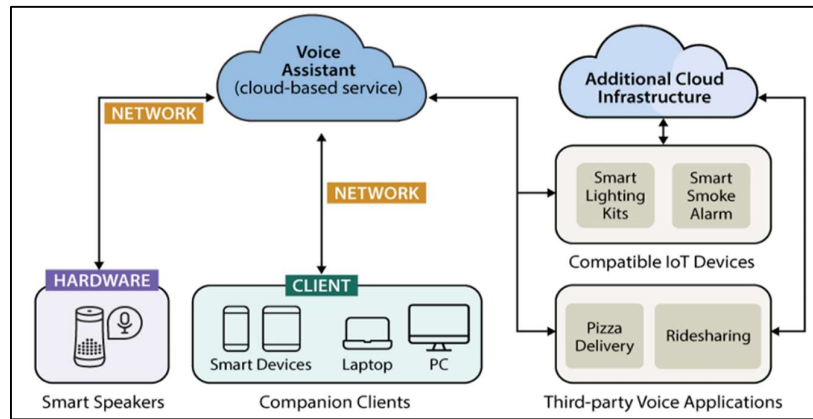 Voice
Assistant
(cloud-based service)
Additional Cloud
Infrastructure
NETWORK
NETWORK
Smart
Lighting
Kits
Smart
Smoke
Alarm
Compatible IoT Devices
HARDWARE
CLIENT
Smart Devices
Laptop
PC
Pizza
Delivery
Ridesharing
Smart Speakers
Companion Clients
Third-party Voice Applications